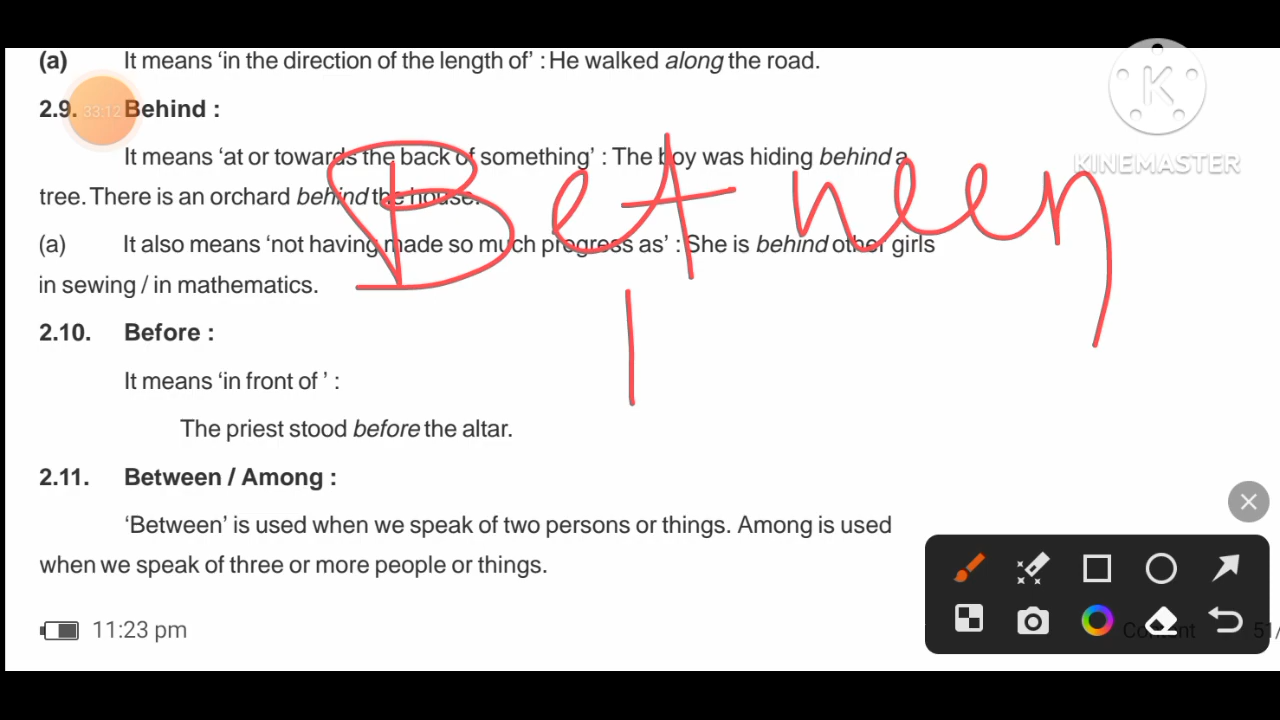 (a) It means ‘in the direction of the length of’ : He walked along the road.
2.9. Behind :
33:12
KINEMASTER
It means ‘at or towards the back of something’ : The boy was hiding behind a
tree. There is an orchard behind the house.
Between
(a) It also means ‘not having made so much progress as’ : She is behind other girls
in sewing / in mathematics.
2.10. Before :
It means ‘in front of ’ :
The priest stood before the altar.
2.11. Between / Among :
‘Between’ is used when we speak of two persons or things. Among is used
when we speak of three or more people or things.
11:23 pm
Content 51/